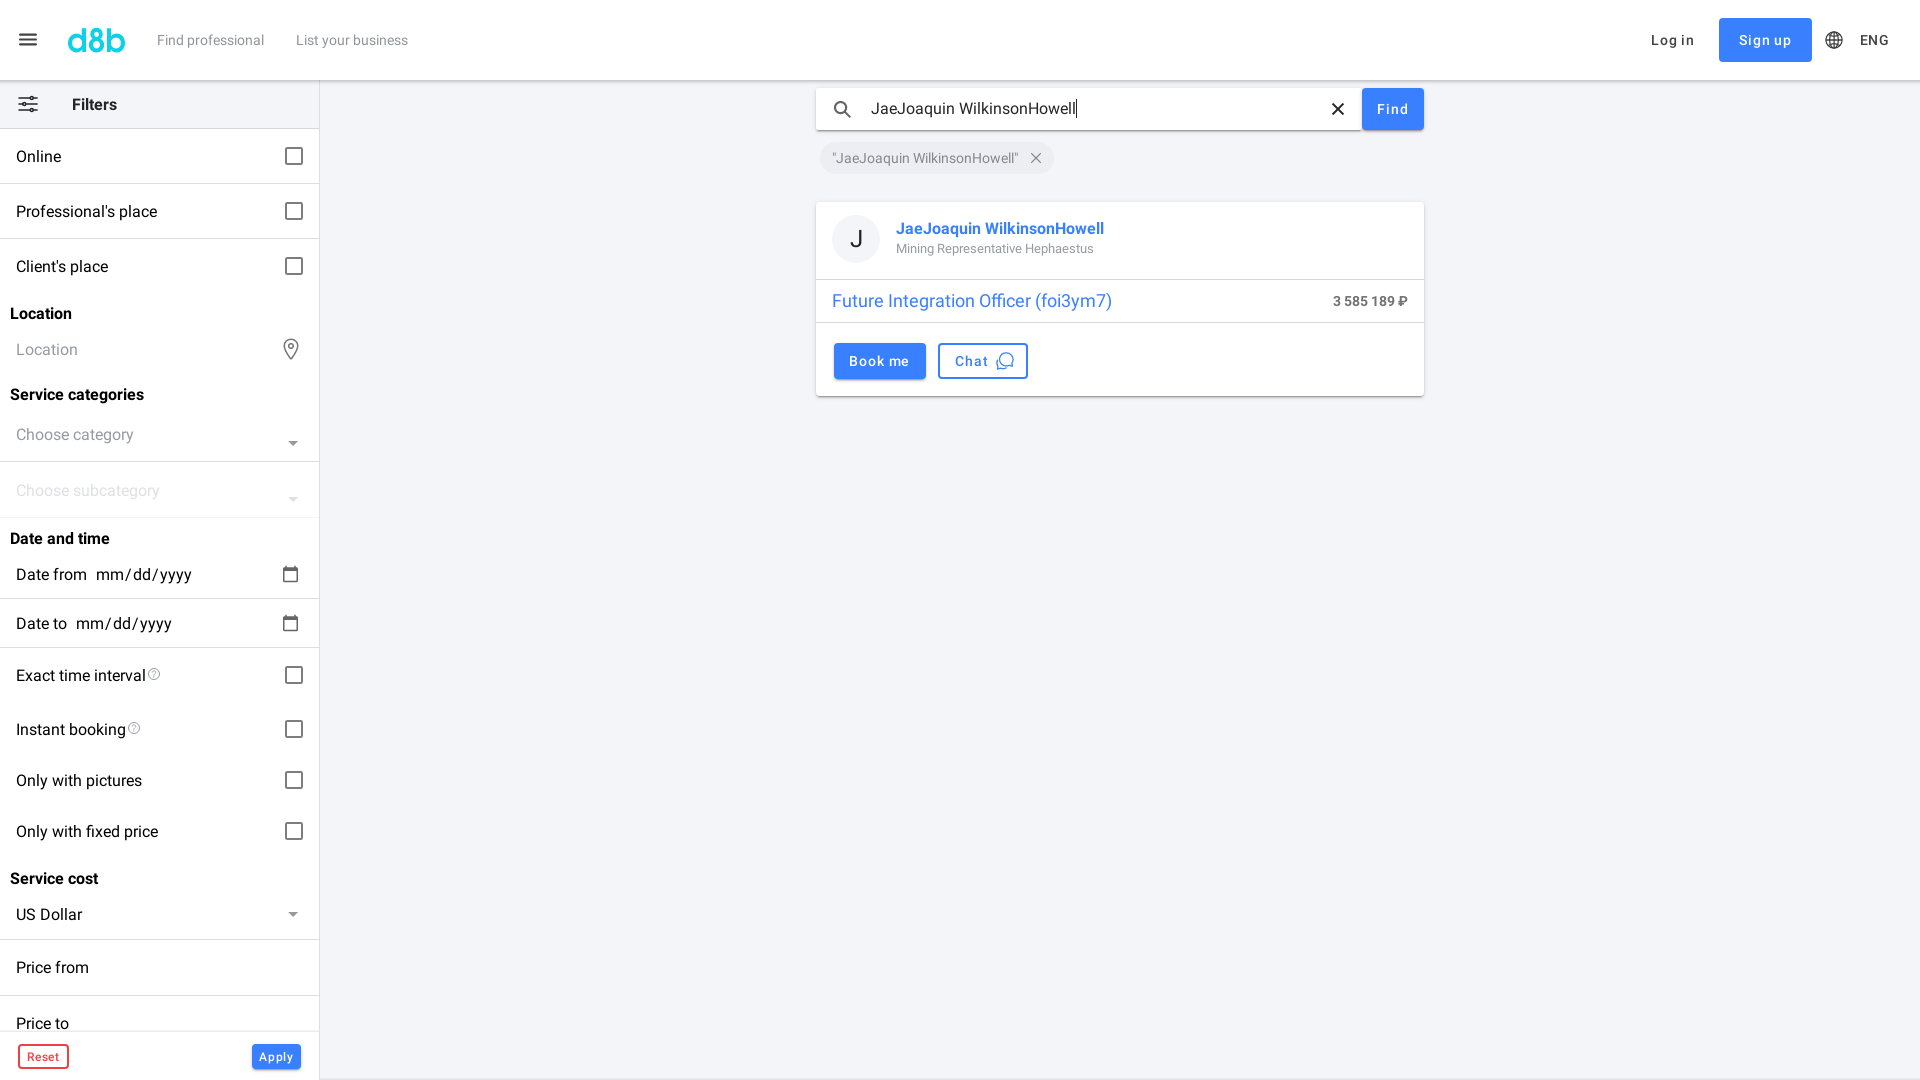 d8b
Find professional
List your business
Log in
Sign up
ENG
Filters
Online
Professional's place
Client's place
Location
Location
Service categories
Choose category
Choose subcategory
Date and time
Date from mm/dd/yyyy
Date to mm/dd/yyyy
Exact time interval
Instant booking
Only with pictures
Only with fixed price
Service cost
US Dollar
Price from
Price to
Reset
Apply
JaeJoaquin WilkinsonHowell
Find
"JaeJoaquin WilkinsonHowell"
J
JaeJoaquin WilkinsonHowell
Mining Representative Hephaestus
Future Integration Officer (foi3ym7)
3 585 189 ₽
Book me
Chat